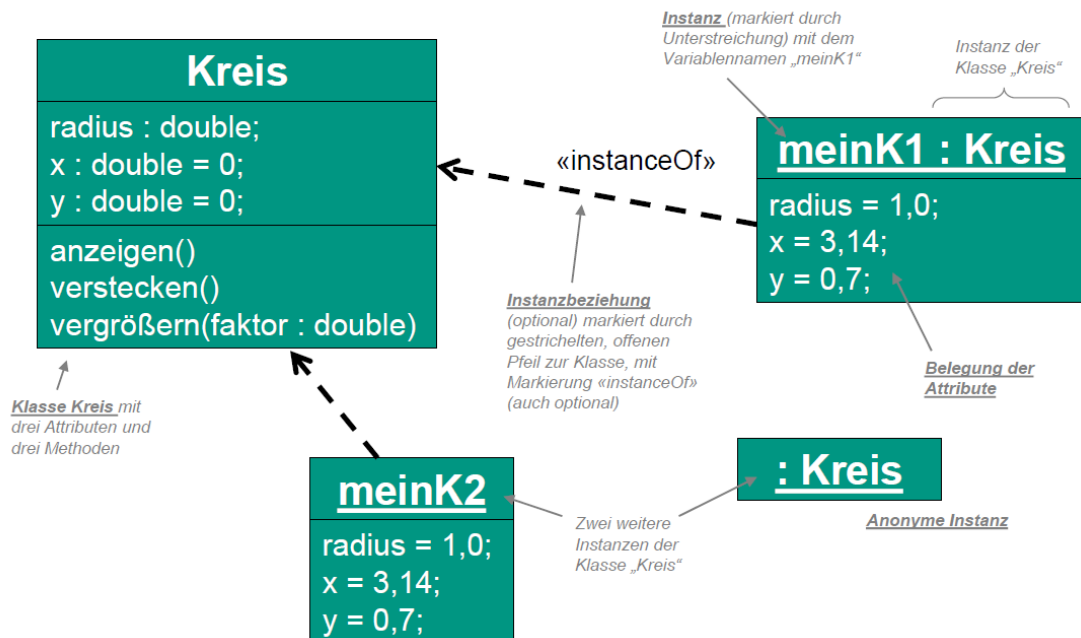 Kreis
radius : double;
x : double = 0;
y : double = 0;
anzeigen()
verstecken()
vergrößern(faktor : double)
Klasse Kreis mit
drei Attributen und
drei Methoden
«instanceOf»
Instanz (markiert durch
Unterstreichung) mit dem
Variablennamen „meinK1“
Instanz der
Klasse „Kreis“
meinK1 : Kreis
radius = 1,0;
x = 3,14;
y = 0,7;
Instanzbeziehung
(optional) markiert durch
gestrichelten, offenen
Pfeil zur Klasse, mit
Markierung «instanceOf»
(auch optional)
Belegung der
Attribute
meinK2
radius = 1,0;
x = 3,14;
y = 0,7;
Zwei weitere
Instanzen der
Klasse „Kreis“
: Kreis
Anonyme Instanz